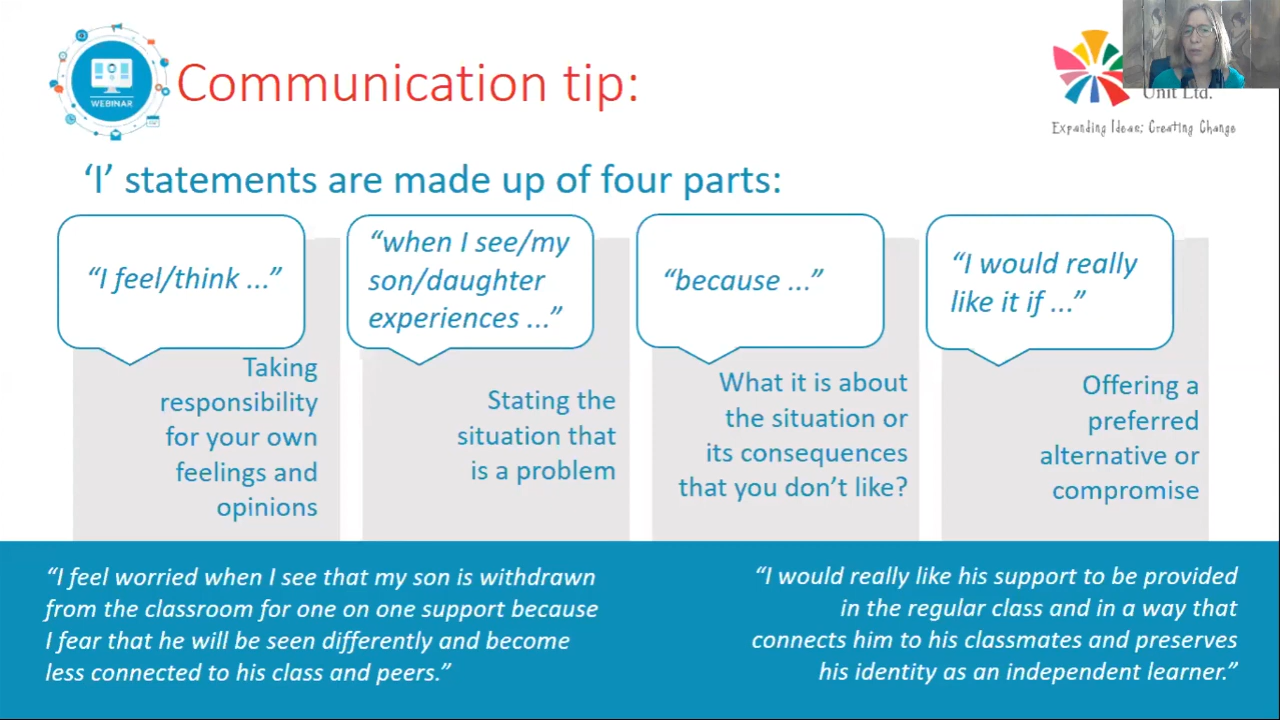 WEBINAR
Communication tip:
Unit Ltd.
Expanding Ideas; Creating Change
‘I’ statements are made up of four parts:
“I feel/think ...”
Taking
responsibility
for your own
feelings and
opinions
“when I see/my
son/daughter
experiences ...”
Stating the
situation that
is a problem
“because ...”
What it is about
the situation or
its consequences
that you don’t like?
“I would really
like it if ...”
Offering a
preferred
alternative or
compromise
“I feel worried when I see that my son is withdrawn
from the classroom for one on one support because
I fear that he will be seen differently and become
less connected to his class and peers.”
“I would really like his support to be provided
in the regular class and in a way that
connects him to his classmates and preserves
his identity as an independent learner.”